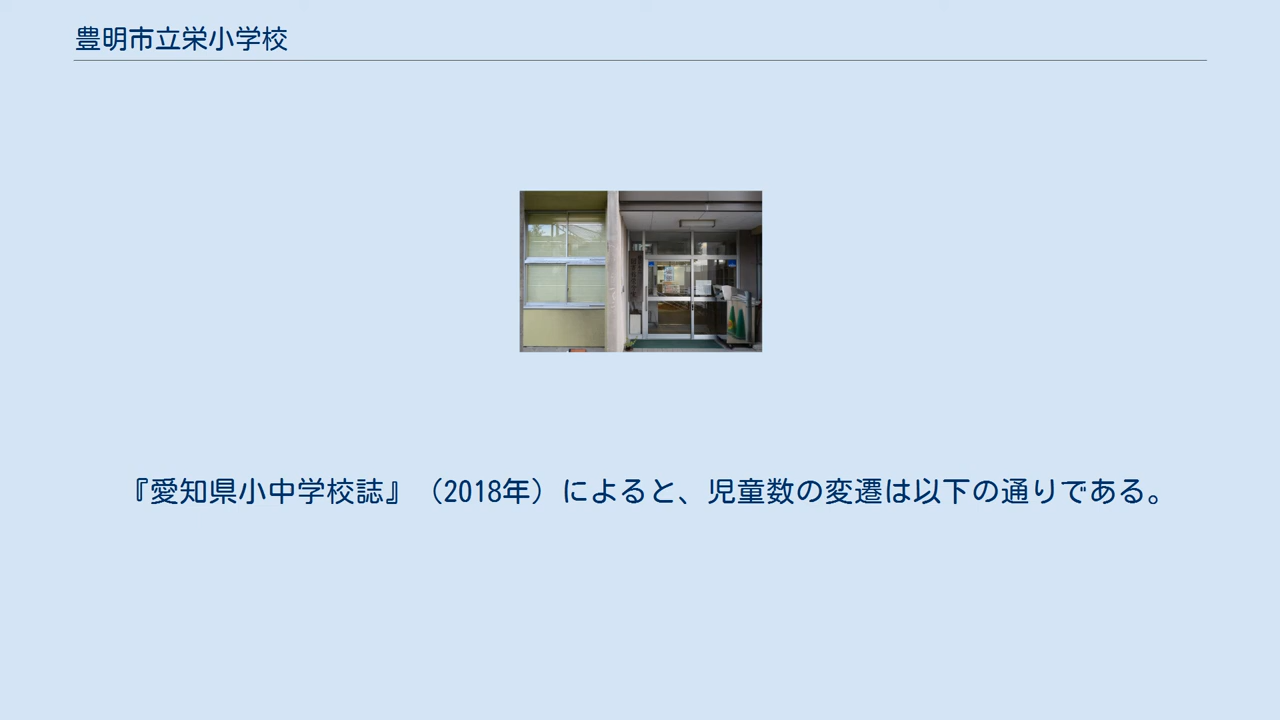 豊明市立栄小学校
『愛知県小中学校誌』（2018年）によると、児童数の変遷は以下の通りである。